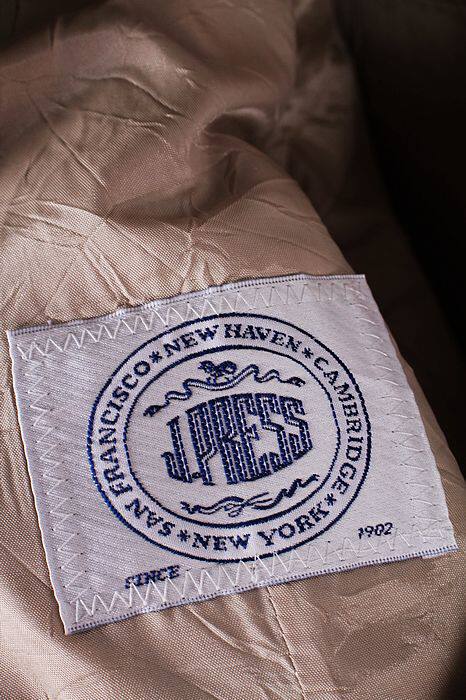 SAN FRANCISCO★NEW HAVEN★CAMBRIDGE★NEW YORK★
J.PRESS
SINCE 1902